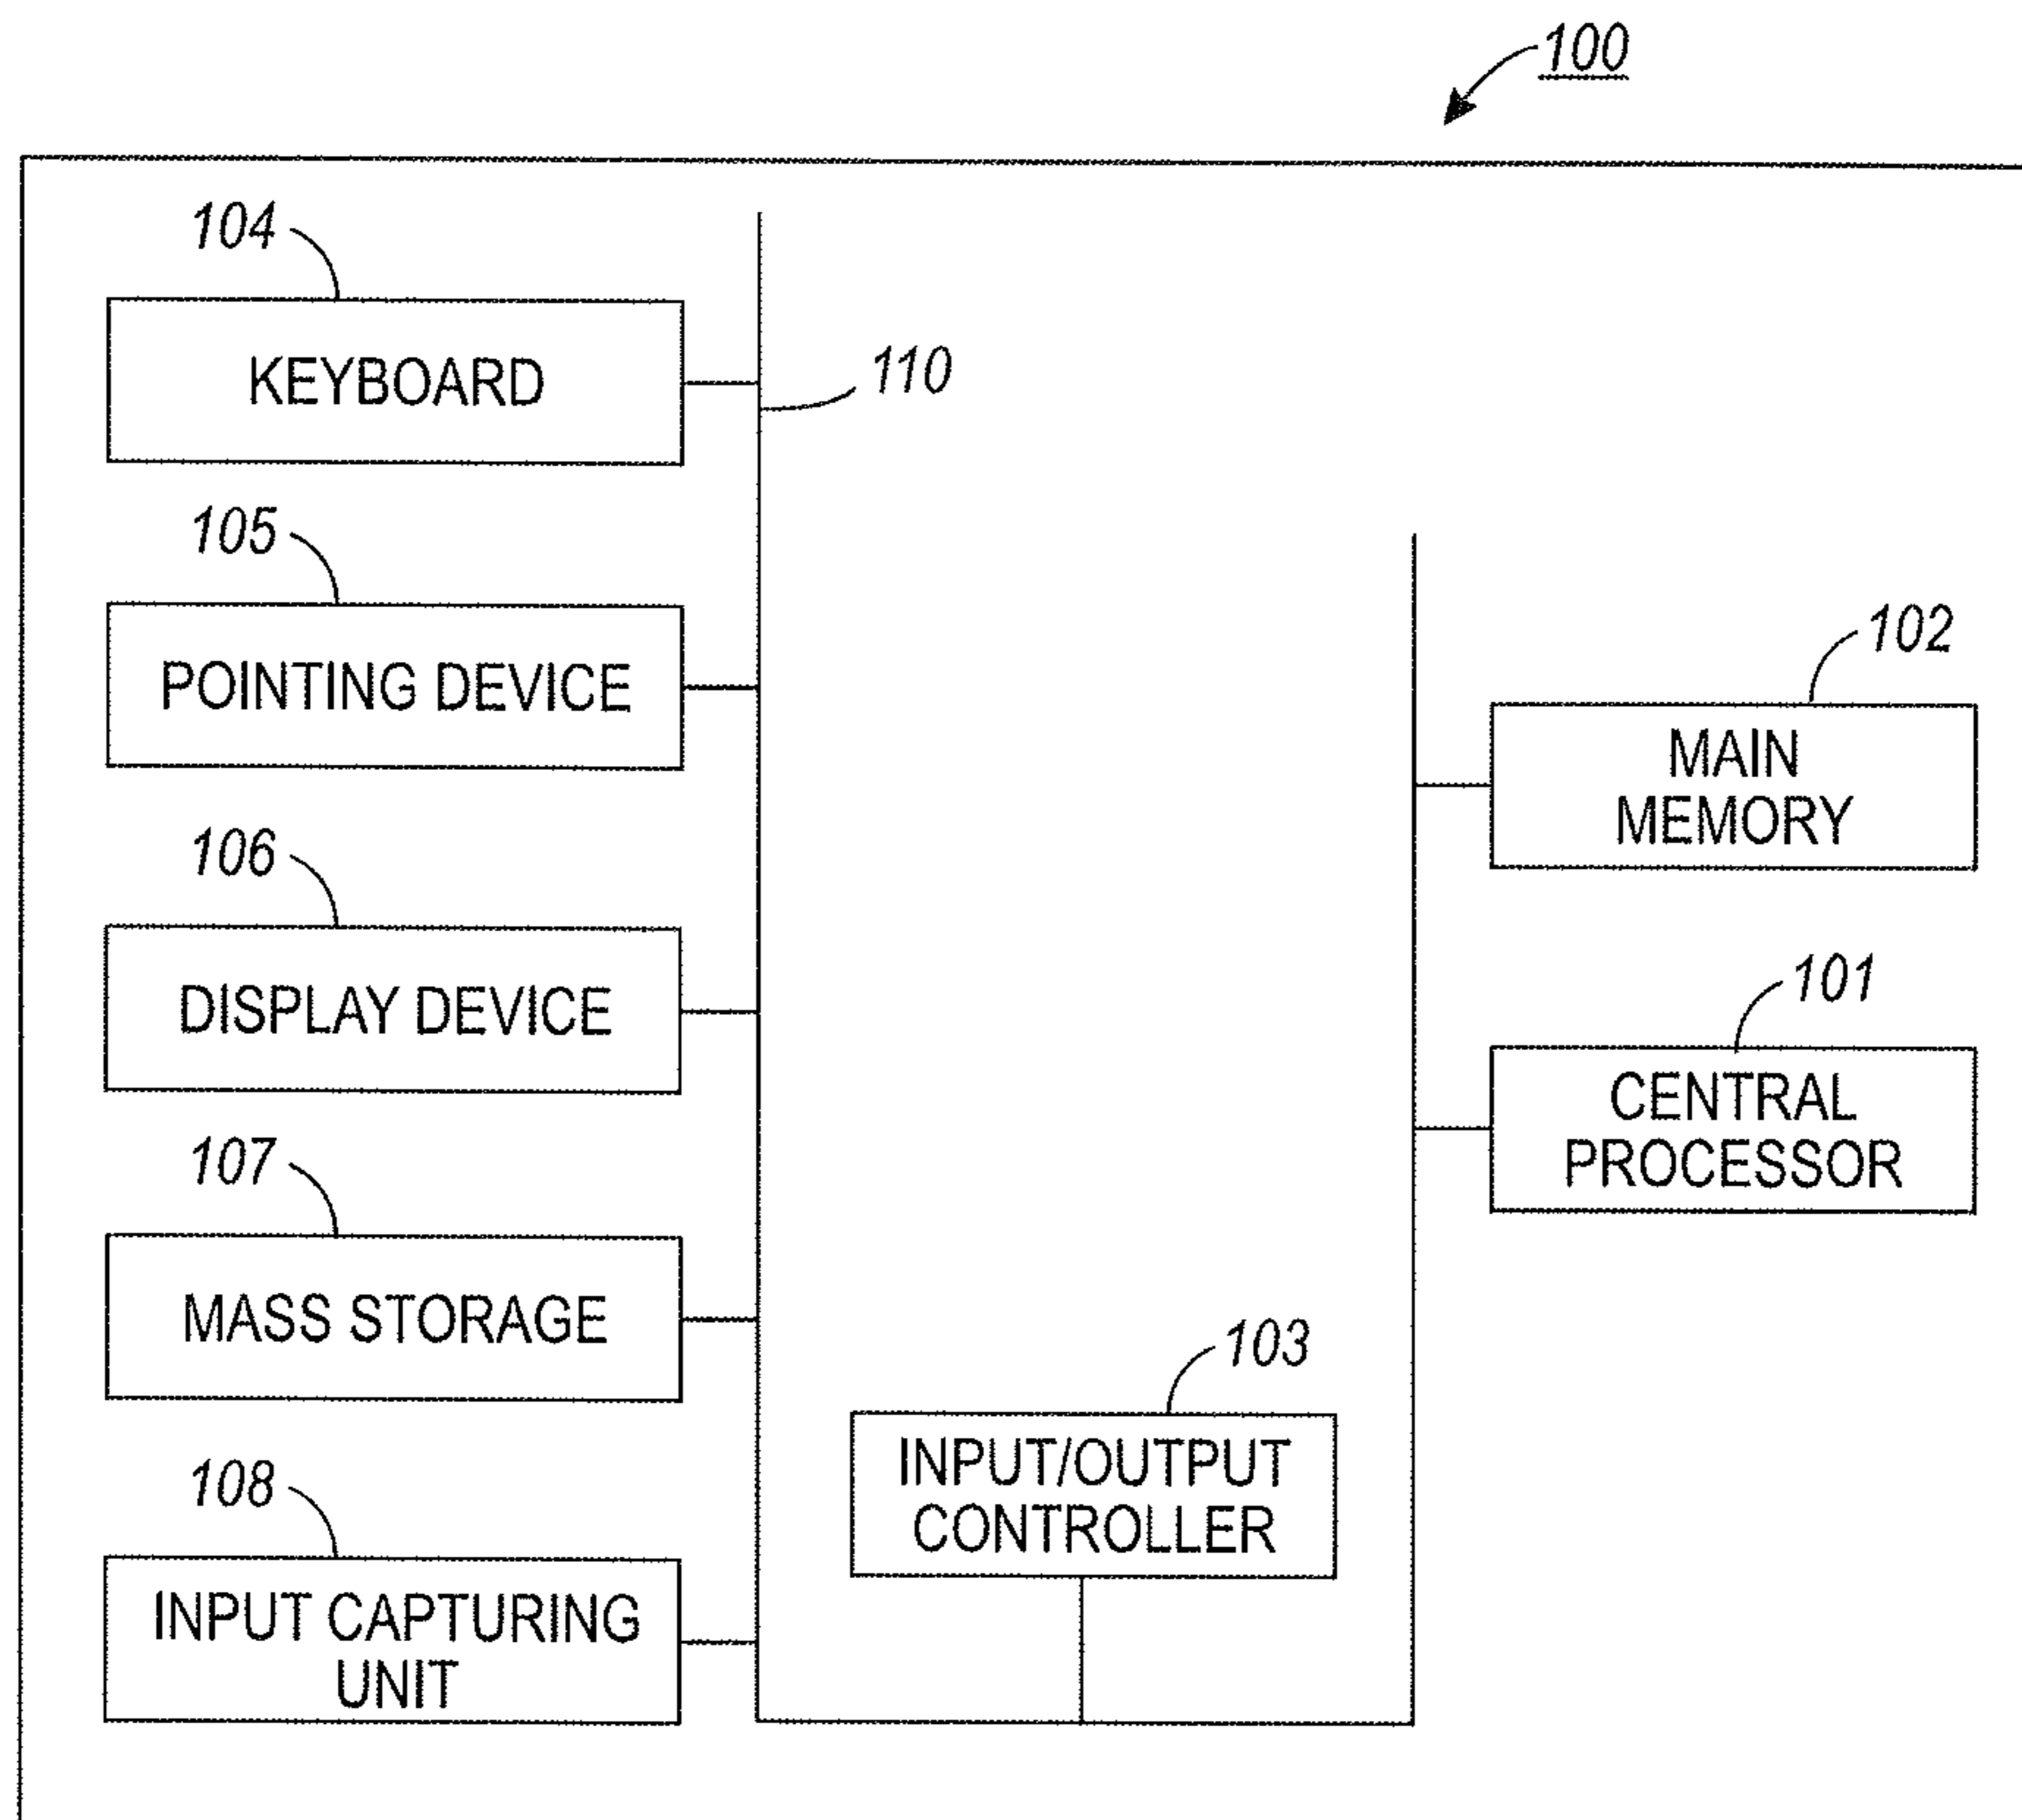 100
104
KEYBOARD
110
105
POINTING DEVICE
102
MAIN
MEMORY
106
DISPLAY DEVICE
101
CENTRAL
PROCESSOR
107
MASS STORAGE
103
INPUT/OUTPUT
CONTROLLER
108
INPUT CAPTURING
UNIT